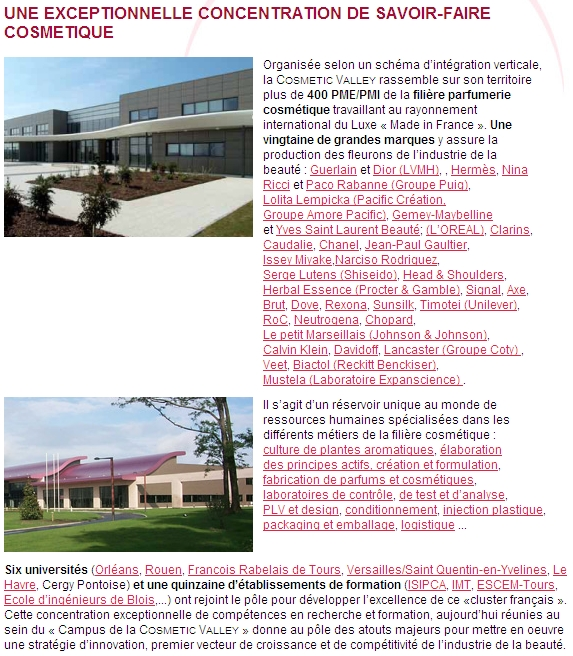 UNE EXCEPTIONNELLE CONCENTRATION DE SAVOIR-FAIRE
COSMETIQUE
Organisée selon un schéma d'intégration verticale,
la COSMETIC VALLEY rassemble sur son territoire
plus de 400 PME/PMI de la filière parfumerie
cosmétique travaillant au rayonnement
international du Luxe « Made in France ». Une
vingtaine de grandes marques y assure la
production des fleurons de l'industrie de la
beauté : Guerlain et Dior (LVMH), , Hermès, Nina
Ricci et Paco Rabanne (Groupe Puig),
Lolita Lempicka (Pacific Création,
Groupe Amore Pacific), Gemey-Maybelline
et Yves Saint Laurent Beauté; (L'OREAL), Clarins,
Caudalie, Chanel, Jean-Paul Gaultier,
Issey Miyake,Narciso Rodriguez,
Serge Lutens (Shiseido), Head & Shoulders,
Herbal Essence (Procter & Gamble), Signal, Axe,
Brut, Dove, Rexona, Sunsilk, Timotei (Unilever),
RoC, Neutrogena, Chopard,
Le petit Marseillais (Johnson & Johnson),
Calvin Klein, Davidoff, Lancaster (Groupe Coty) ,
Veet, Biactol (Reckitt Benckiser),
Mustela (Laboratoire Expanscience) .
Il s'agit d'un réservoir unique au monde de
ressources humaines spécialisées dans les
différents métiers de la filière cosmétique :
culture de plantes aromatiques, élaboration
des principes actifs, création et formulation,
fabrication de parfums et cosmétiques,
laboratoires de contrôle, de test et d'analyse,
PLV et design, conditionnement, injection plastique,
packaging et emballage, logistique ...
Six universités (Orléans, Rouen, Francois Rabelais de Tours, Versailles/Saint Quentin-en-Yvelines, Le
Havre, Cergy Pontoise) et une quinzaine d'établissements de formation (ISIPCA, IMT, ESCEM-Tours,
Ecole d'ingénieurs de Blois,...) ont rejoint le pôle pour développer l'excellence de ce «cluster français ».
Cette concentration exceptionnelle de compétences en recherche et formation, aujourd'hui réunies au
sein du « Campus de la COSMETIC VALLEY » donne au pôle des atouts majeurs pour mettre en oeuvre
une stratégie d'innovation, premier vecteur de croissance et de compétitivité de l'industrie de la beauté.